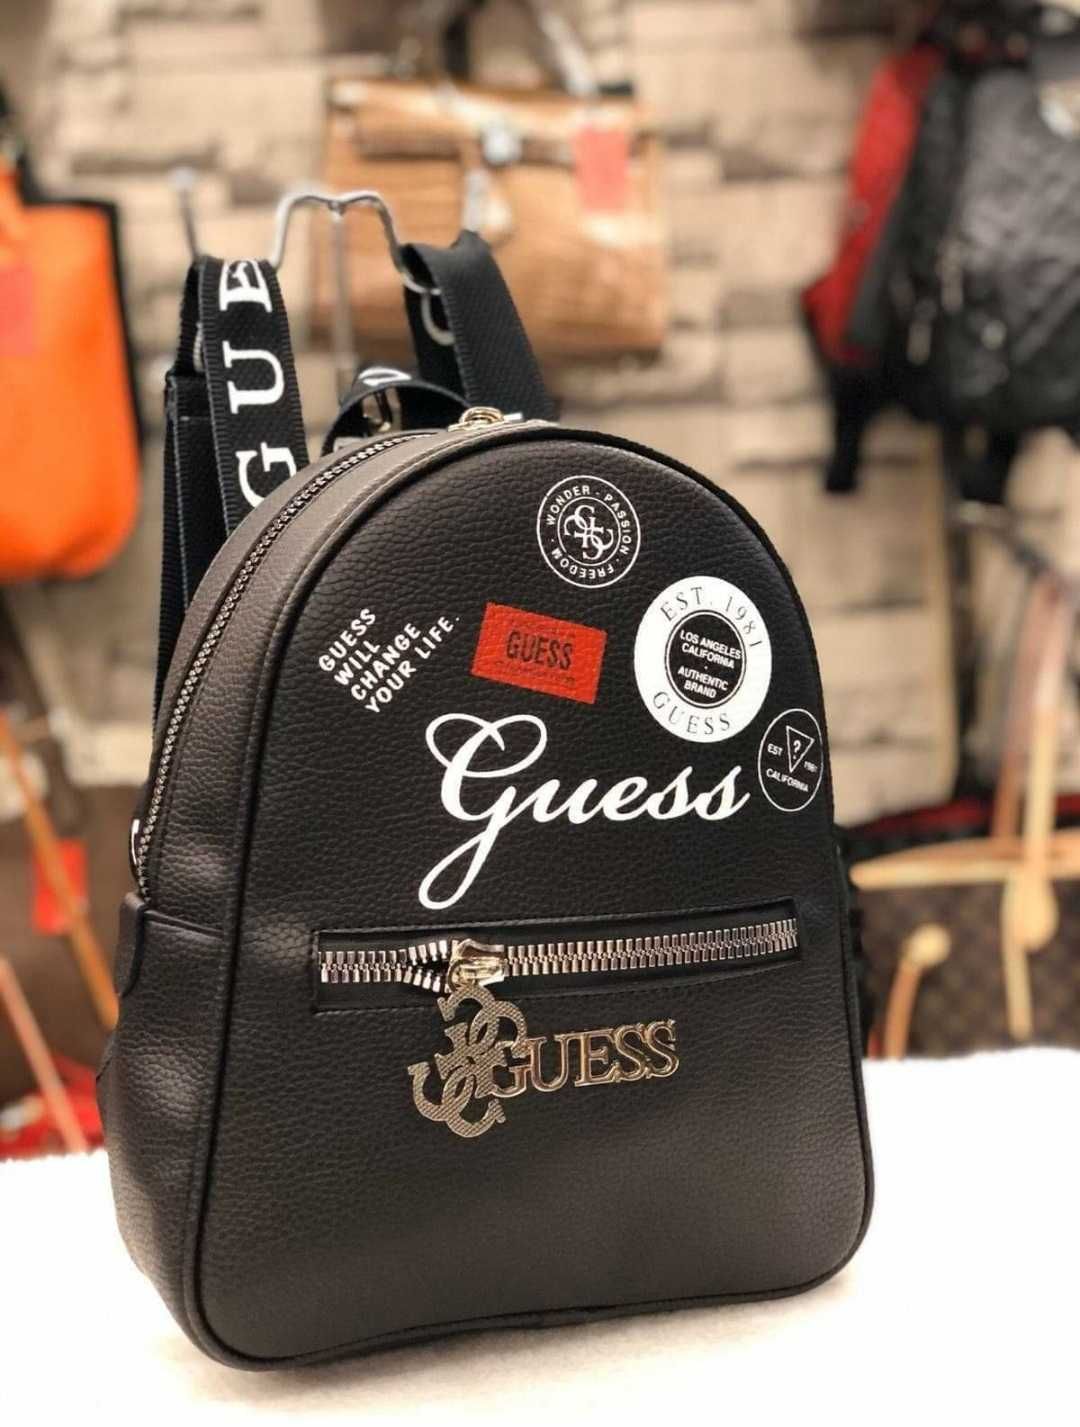 GUE
WONDER · PASSION · FREEDOM ·
EST. 1981
LOS ANGELES
CALIFORNIA
·
AUTHENTIC
BRAND
GUESS
GUESS
WILL
CHANGE
YOUR LIFE.
GUESS
Guess
EST ? 1981
CALIFORNIA
GUESS